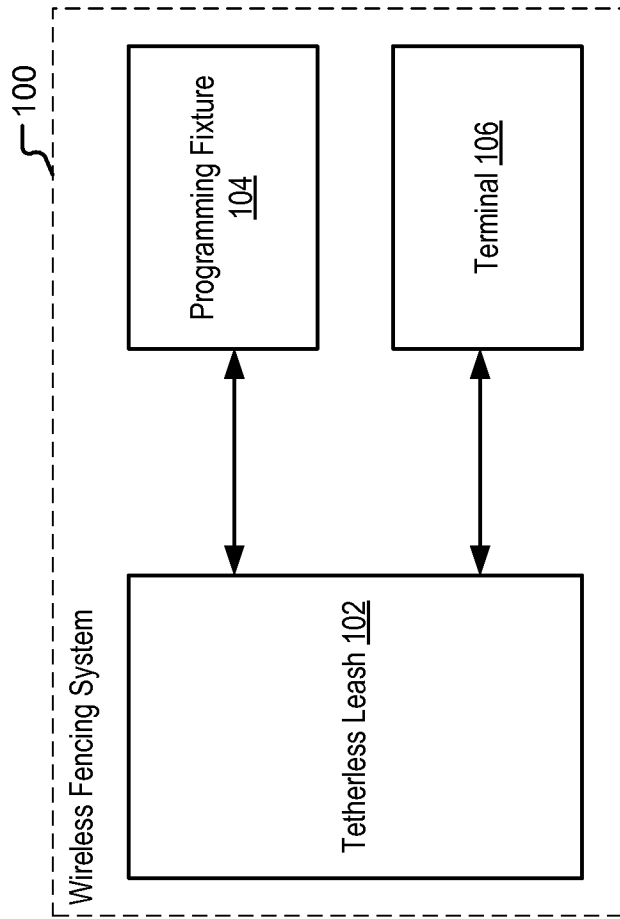 100
Wireless Fencing System
Tetherless Leash 102
Programming Fixture
104
Terminal 106